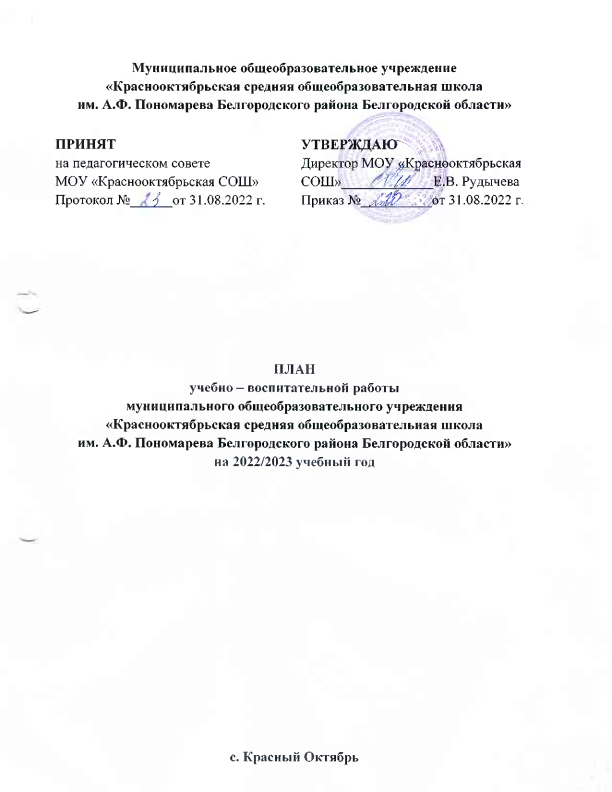 Муниципальное общеобразовательное учреждение
«Краснооктябрьская средняя общеобразовательная школа
им. А.Ф. Пономарева Белгородского района Белгородской области»
ПРИНЯТ
на педагогическом совете
МОУ «Краснооктябрьская СОШ»
Протокол № 23 от 31.08.2022 г.
УТВЕРЖДАЮ
Директор МОУ «Краснооктябрьская
СОШ»______________Е.В. Рудычева
Приказ № от 31.08.2022 г.
ПЛАН
учебно – воспитательной работы
муниципального общеобразовательного учреждения
«Краснооктябрьская средняя общеобразовательная школа
им. А.Ф. Пономарева Белгородского района Белгородской области»
на 2022/2023 учебный год
с. Красный Октябрь